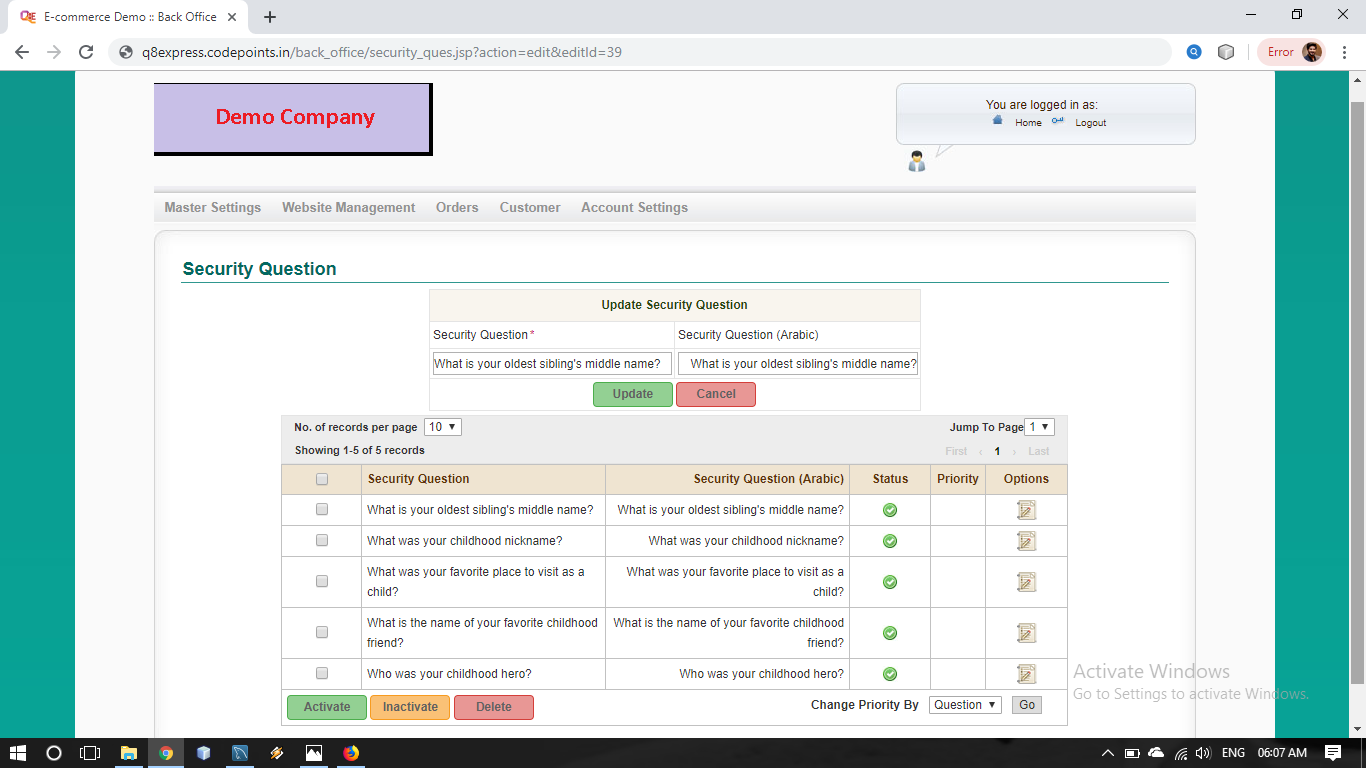 E-commerce Demo :: Back Office
q8express.codepoints.in/back_office/security_ques.jsp?action=edit&editId=39
Error
Demo Company
You are logged in as:
Home Logout
Master Settings Website Management Orders Customer Account Settings
Security Question
Update Security Question
Security Question* Security Question (Arabic)
What is your oldest sibling's middle name? What is your oldest sibling's middle name?
Update Cancel
No. of records per page 10 Jump To Page 1
Showing 1-5 of 5 records First ‹ 1 › Last
Security Question Security Question (Arabic) Status Priority Options
What is your oldest sibling's middle name? What is your oldest sibling's middle name?
What was your childhood nickname? What was your childhood nickname?
What was your favorite place to visit as a What was your favorite place to visit as a
child? child?
What is the name of your favorite childhood What is the name of your favorite childhood
friend? friend?
Who was your childhood hero? Who was your childhood hero?
Activate Inactivate Delete Change Priority By Question Go
Activate Windows
Go to Settings to activate Windows.
ENG 06:07 AM